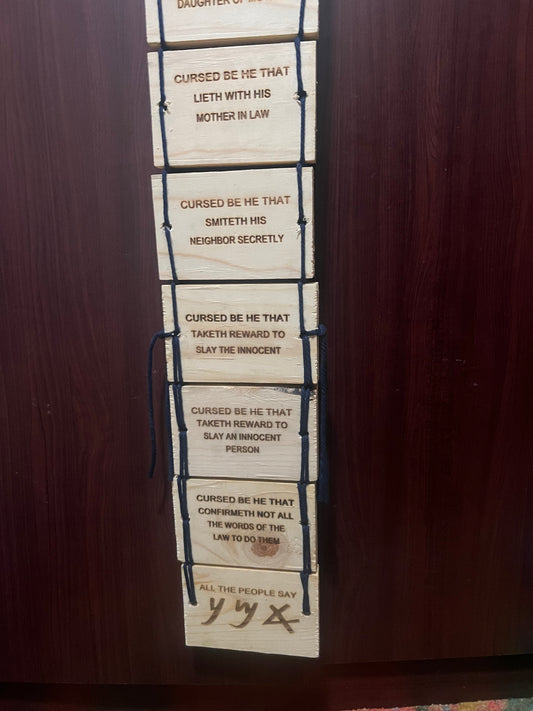 DAUGHTER OF
CURSED BE HE THAT
LIETH WITH HIS
MOTHER IN LAW
CURSED BE HE THAT
SMITETH HIS
NEIGHBOR SECRETLY
CURSED BE HE THAT
TAKETH REWARD TO
SLAY THE INNOCENT
CURSED BE HE THAT
TAKETH REWARD TO
SLAY AN INNOCENT
PERSON
CURSED BE HE THAT
CONFIRMETH NOT ALL
THE WORDS OF THE
LAW TO DO THEM
ALL THE PEOPLE SAY
𐤀𐤌𐤍